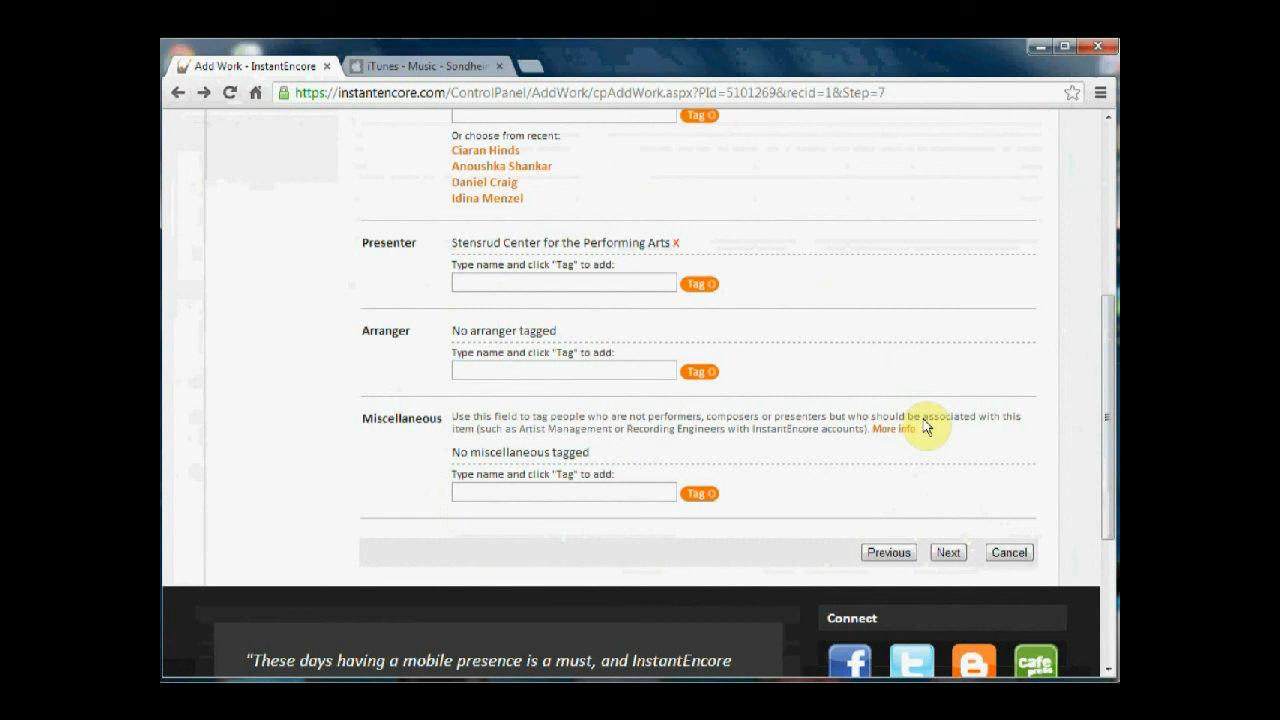 Add Work - InstantEncore
iTunes - Music - Sondhei
https://instantencore.com/ControlPanel/AddWork/cpAddWork.aspx?PId=5101269&recid=1&Step=7
Tag
Or choose from recent:
Ciaran Hinds
Anoushka Shankar
Daniel Craig
Idina Menzel
Presenter
Stensrud Center for the Performing Arts X
Type name and click "Tag" to add:
Tag
Arranger
No arranger tagged
Type name and click "Tag" to add:
Tag
Miscellaneous
Use this field to tag people who are not performers, composers or presenters but who should be associated with this
item (such as Artist Management or Recording Engineers with InstantEncore accounts). More info
No miscellaneous tagged
Type name and click "Tag" to add:
Tag
Previous Next Cancel
Connect
"These days having a mobile presence is a must, and InstantEncore
cafe
press